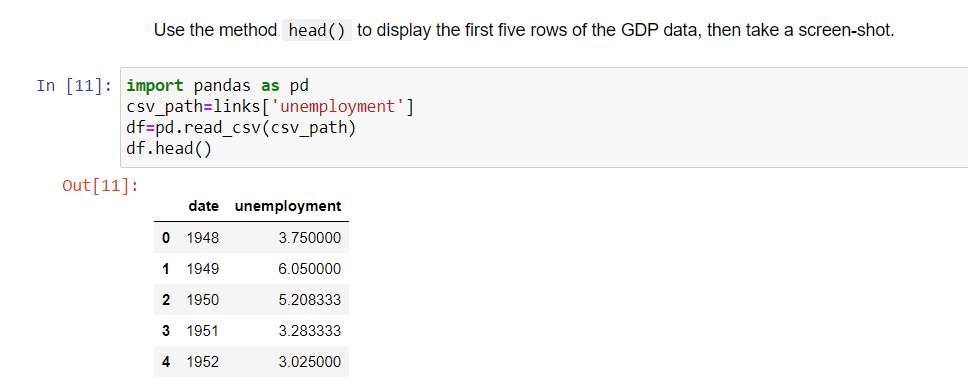 Use the method head() to display the first five rows of the GDP data, then take a screen-shot.
In [11]: import pandas as pd
csv_path=links['unemployment']
df=pd.read_csv(csv_path)
df.head()
Out[11]:
date unemployment
0 1948 3.750000
1 1949 6.050000
2 1950 5.208333
3 1951 3.283333
4 1952 3.025000